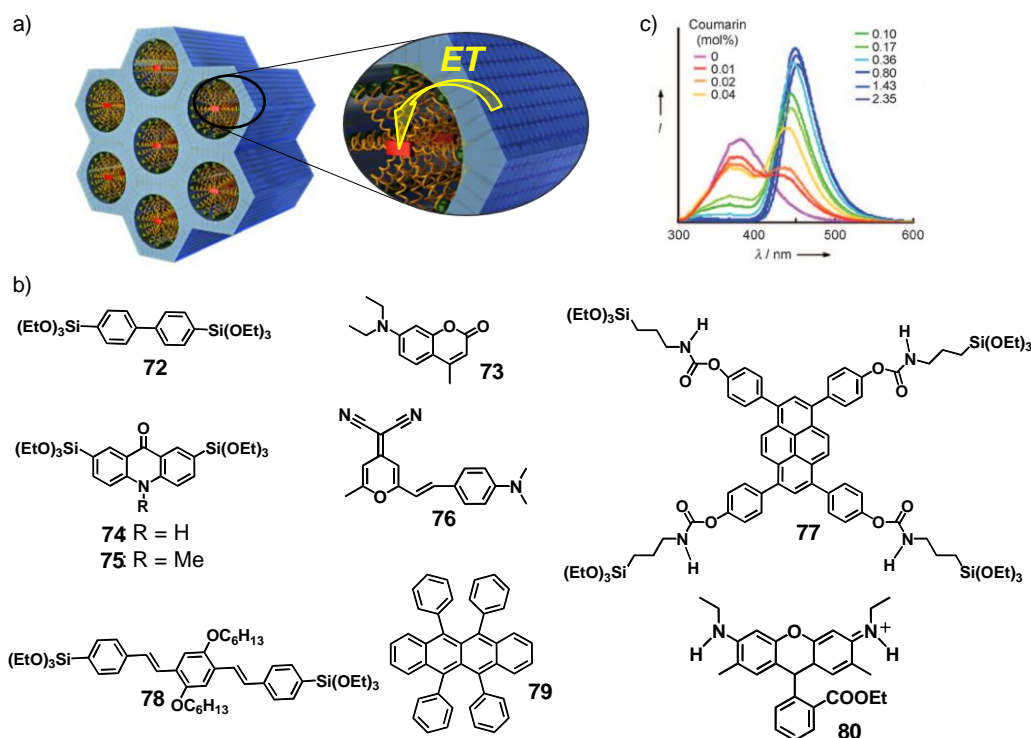 a)
ET
c)
Coumarin
(mol%)
0
0.01
0.02
0.04
0.10
0.17
0.36
0.80
1.43
2.35
I
300 400 500 600
λ / nm
b)
(EtO)3Si
Si(OEt)3
72
N
O
O
73
(EtO)3Si
H
N
O
O
Si(OEt)3
H
N
O
O
O
(EtO)3Si
Si(OEt)3
N
R
74: R = H
75: R = Me
N
N
O
N
76
O
O
N
H
(EtO)3Si
77
O
O
N
H
Si(OEt)3
(EtO)3Si
OC6H13
OC6H13
Si(OEt)3
78
79
N
H
O
N
+
H
COOEt
80